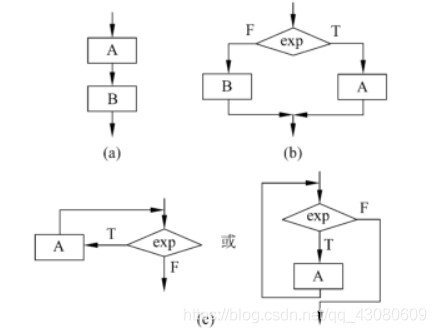 A
B
(a)
F
exp
T
B
A
(b)
A
T
exp
F
或
exp
F
T
A
(c)
https://blog.csdn.net/qq_43080609